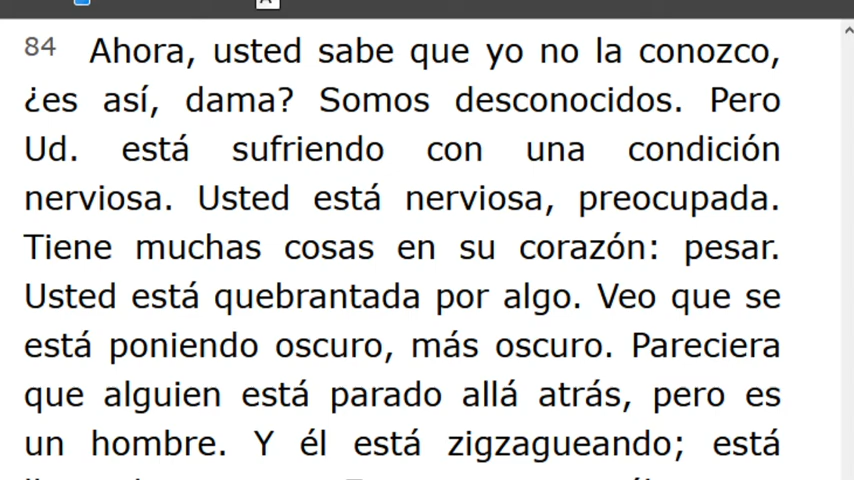 84 Ahora, usted sabe que yo no la conozco,
¿es así, dama? Somos desconocidos. Pero
Ud. está sufriendo con una condición
nerviosa. Usted está nerviosa, preocupada.
Tiene muchas cosas en su corazón: pesar.
Usted está quebrantada por algo. Veo que se
está poniendo oscuro, más oscuro. Pareciera
que alguien está parado allá atrás, pero es
un hombre. Y él está zigzagueando; está